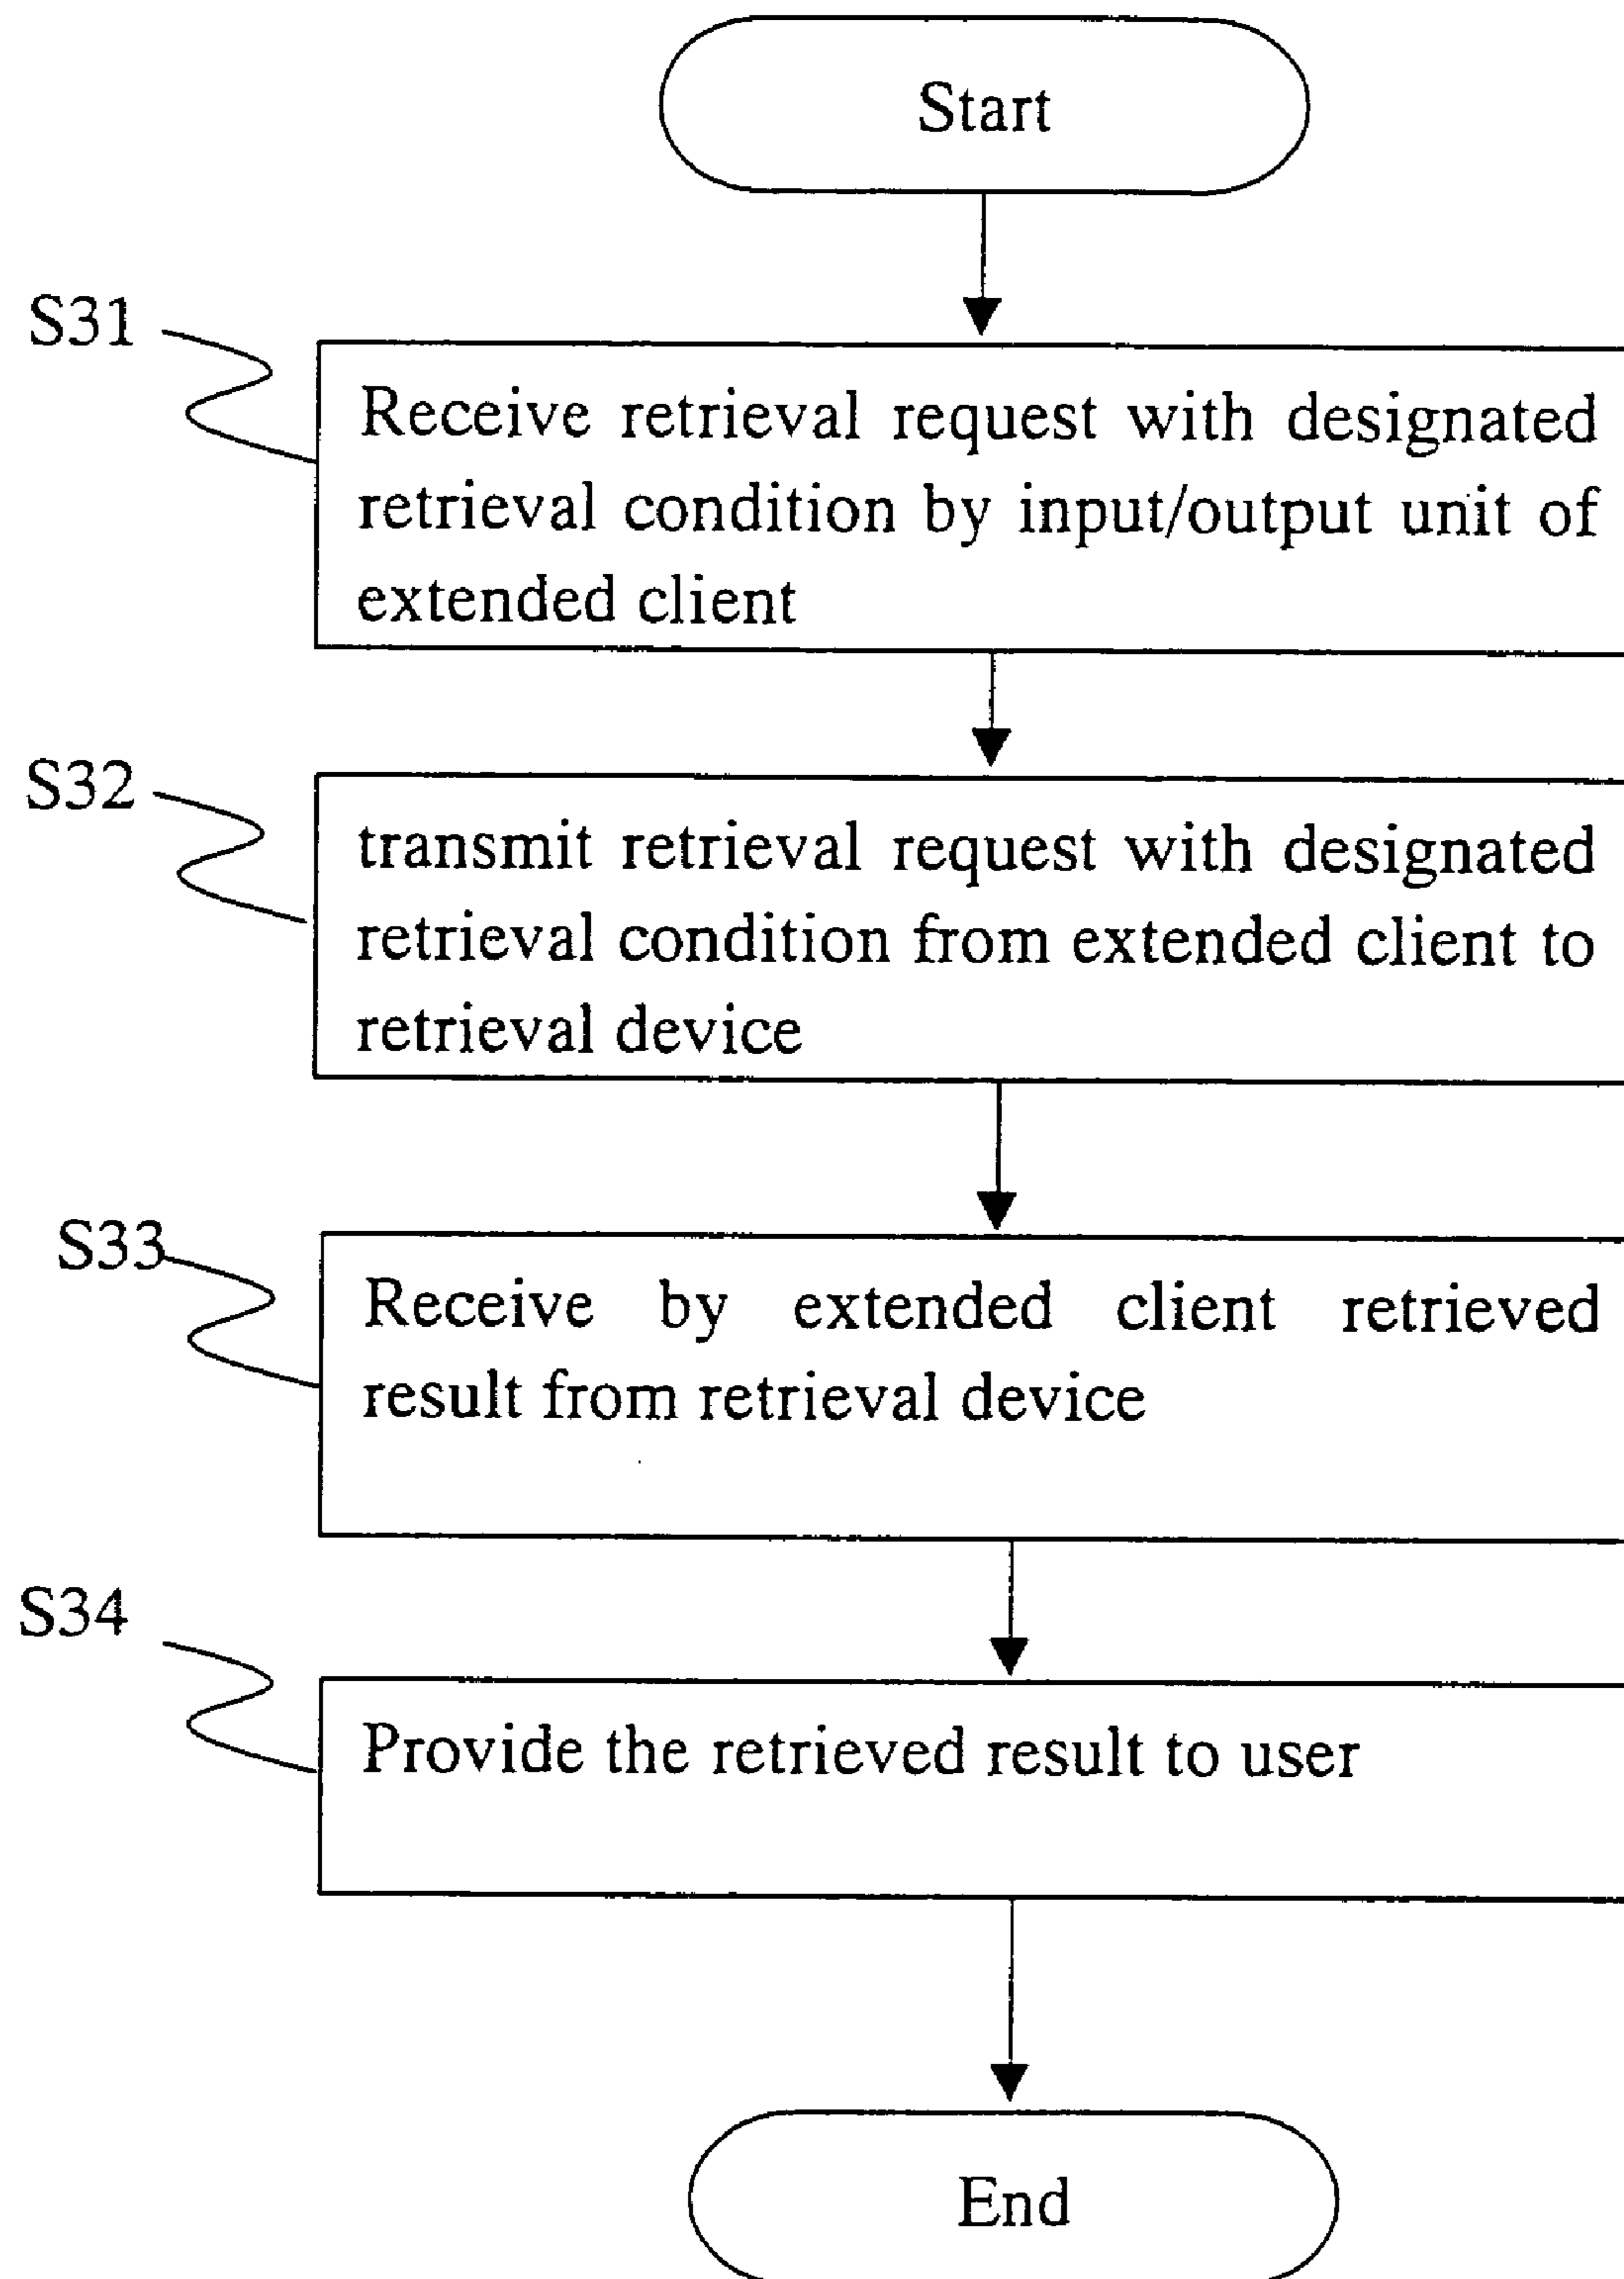 Start
S31
Receive retrieval request with designated
retrieval condition by input/output unit of
extended client
S32
transmit retrieval request with designated
retrieval condition from extended client to
retrieval device
S33
Receive by extended client retrieved
result from retrieval device
S34
Provide the retrieved result to user
End